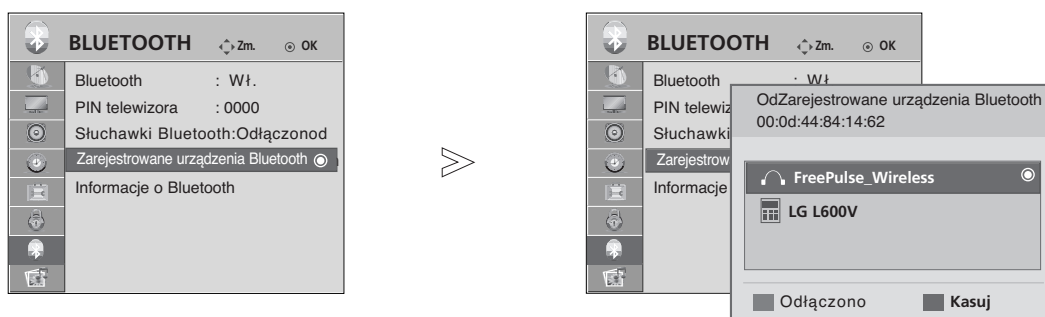 BLUETOOTH Zm. OK
Bluetooth : Wł.
PIN telewizora : 0000
Słuchawki Bluetooth:Odłączonod
Zarejestrowane urządzenia Bluetooth
Informacje o Bluetooth
BLUETOOTH Zm. OK
Bluetooth : Wł
PIN telewiz
Słuchawki
Zarejestrow
Informacje
OdZarejestrowane urządzenia Bluetooth
00:0d:44:84:14:62
FreePulse_Wireless
LG L600V
Odłączono Kasuj